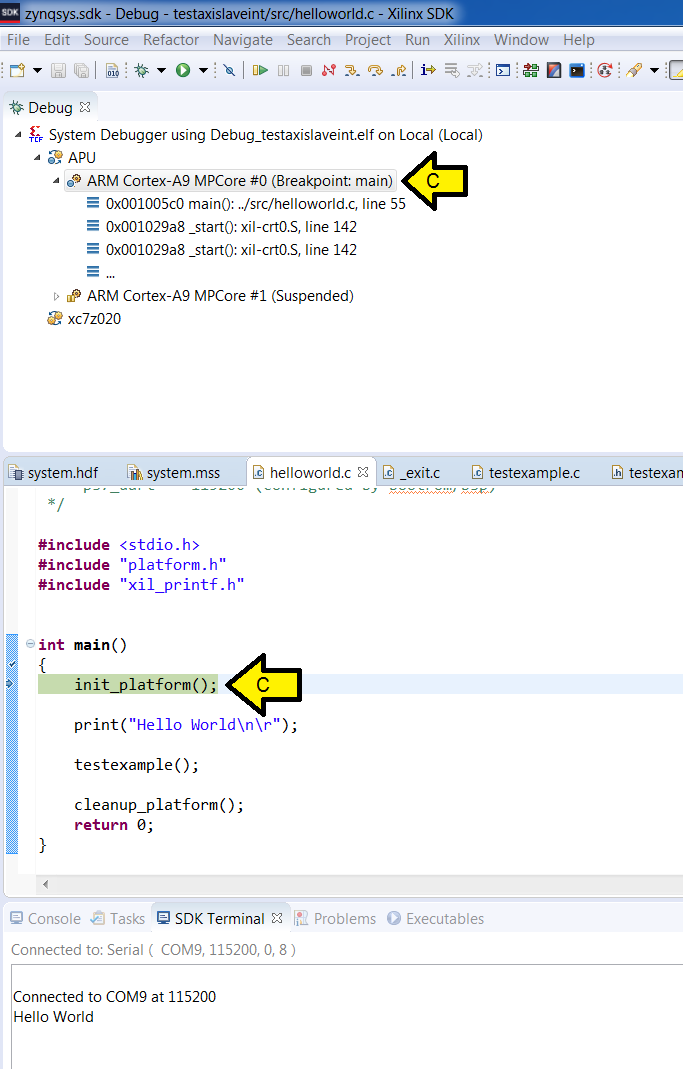 SDK zynqsys.sdk - Debug - testaxislaveint/src/helloworld.c - Xilinx SDK
File Edit Source Refactor Navigate Search Project Run Xilinx Window Help
010
Debug
TCF System Debugger using Debug_testaxislaveint.elf on Local (Local)
APU
ARM Cortex-A9 MPCore #0 (Breakpoint: main) C
0x001005c0 main(): ../src/helloworld.c, line 55
0x001029a8 _start(): xil-crt0.S, line 142
0x001029a8 _start(): xil-crt0.S, line 142
...
ARM Cortex-A9 MPCore #1 (Suspended)
xc7z020
system.hdf system.mss helloworld.c _exit.c testexample.c testexam
*/
#include <stdio.h>
#include "platform.h"
#include "xil_printf.h"
int main()
{
init_platform(); C
print("Hello World\n\r");
testexample();
cleanup_platform();
return 0;
}
Console Tasks SDK Terminal Problems Executables
Connected to: Serial ( COM9, 115200, 0, 8 )
Connected to COM9 at 115200
Hello World